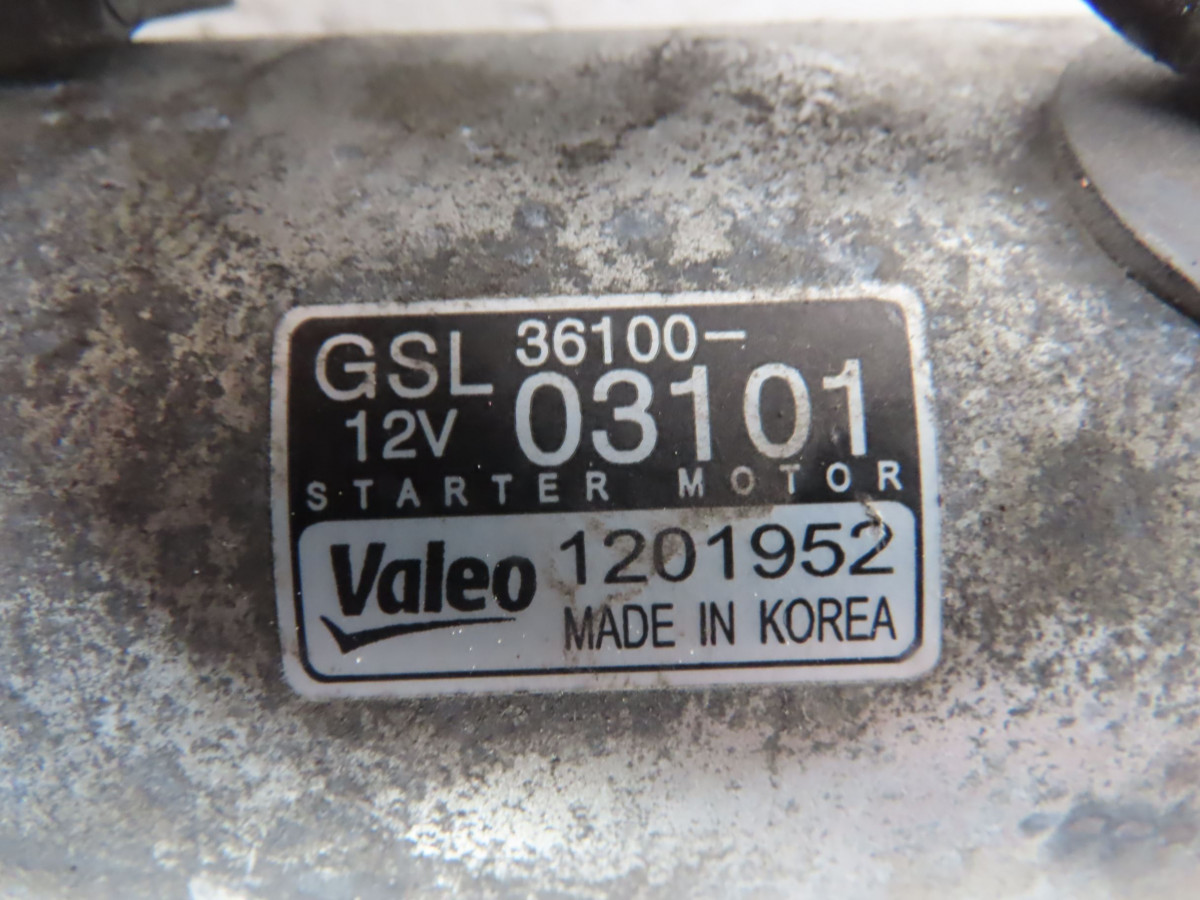 GSL 36100-
12V 03101
STARTER MOTOR
Valeo 1201952
MADE IN KOREA